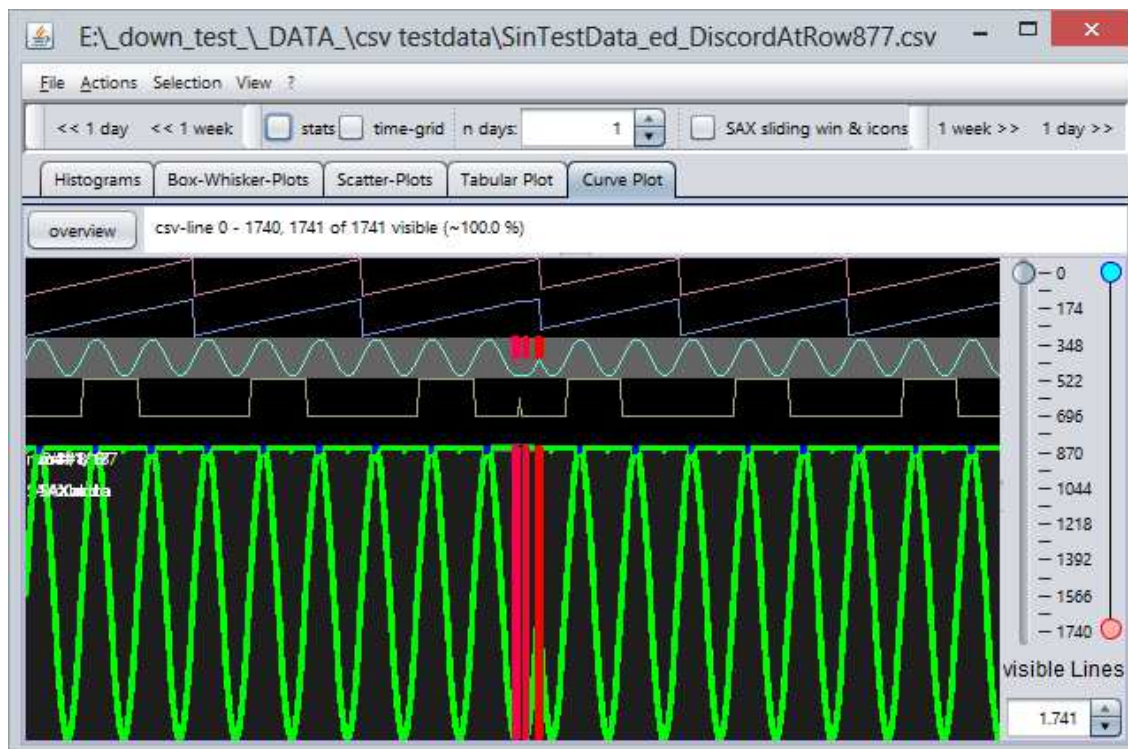 E:\_down_test_\_DATA_\csv testdata\SinTestData_ed_DiscordAtRow877.csv
File Actions Selection View ?
<< 1 day << 1 week stats time-grid n days: 1 SAX sliding win & icons 1 week >> 1 day >>
Histograms Box-Whisker-Plots Scatter-Plots Tabular Plot Curve Plot
overview csv-line 0 - 1740, 1741 of 1741 visible (~100.0 %)
0
174
348
522
696
870
1044
1218
1392
1566
1740
visible Lines
1.741